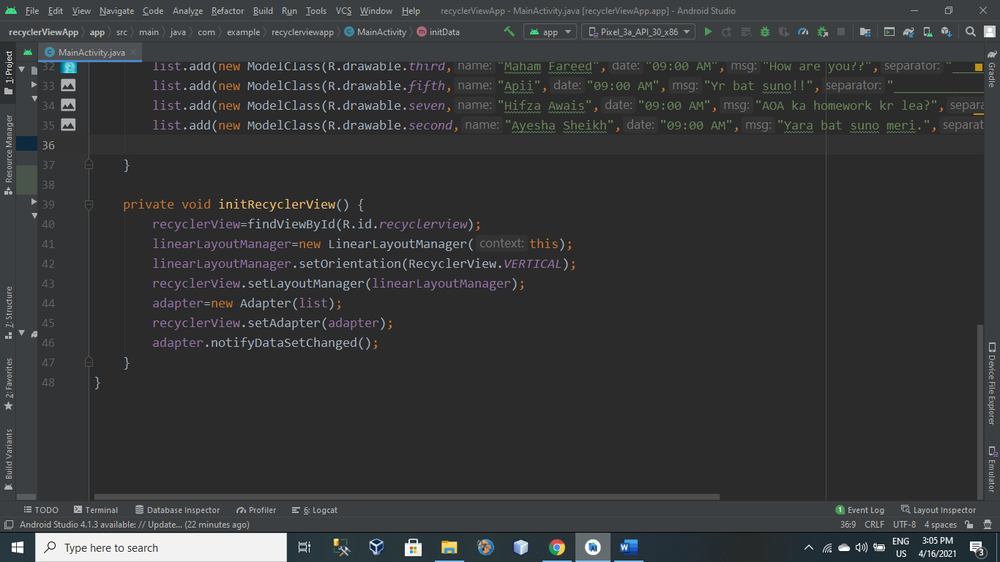 File Edit View Navigate Code Analyze Refactor Build Run Tools VCS Window Help recyclerViewApp - MainActivity.java [recyclerViewApp.app] - Android Studio
recyclerViewApp app src main java com example recyclerviewapp MainActivity initData app Pixel_3a_API_30_x86
MainActivity.java
32 list.add(new ModelClass(R.drawable.third, name: "Maham Fareed", date: "09:00 AM", msg: "How are you??", separator: "_____
33 list.add(new ModelClass(R.drawable.fifth, name: "Apii", date: "09:00 AM", msg: "Yr bat suno!!", separator: "_____________
34 list.add(new ModelClass(R.drawable.seven, name: "Hifza Awais", date: "09:00 AM", msg: "AOA ka homework kr lea?", separa
35 list.add(new ModelClass(R.drawable.second, name: "Ayesha Sheikh", date: "09:00 AM", msg: "Yara bat suno meri.", separat
36
37 }
38
39 private void initRecyclerView() {
40 recyclerView=findViewById(R.id.recyclerview);
41 linearLayoutManager=new LinearLayoutManager( context: this);
42 linearLayoutManager.setOrientation(RecyclerView.VERTICAL);
43 recyclerView.setLayoutManager(linearLayoutManager);
44 adapter=new Adapter(list);
45 recyclerView.setAdapter(adapter);
46 adapter.notifyDataSetChanged();
47 }
48 }
1: Project
Resource Manager
7: Structure
2: Favorites
Build Variants
Gradle
Device File Explorer
Emulator
TODO Terminal Database Inspector Profiler 6: Logcat 1 Event Log Layout Inspector
Android Studio 4.1.3 available: // Update... (22 minutes ago) 36:9 CRLF UTF-8 4 spaces
Type here to search
ENG
US
3:05 PM
4/16/2021
3